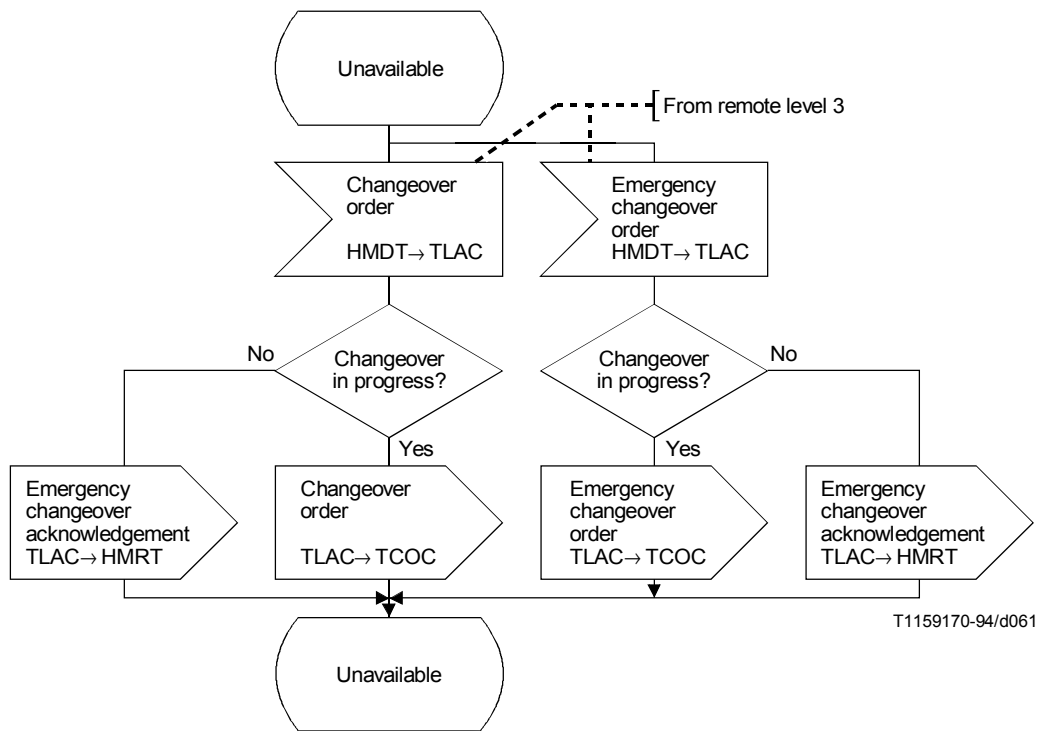 Unavailable
From remote level 3
Changeover
order
HMDT→TLAC
Emergency
changeover
order
HMDT→TLAC
No
Changeover
in progress?
Yes
Changeover
in progress?
No
Yes
Emergency
changeover
acknowledgement
TLAC→HMRT
Changeover
order
TLAC→TCOC
Emergency
changeover
order
TLAC→TCOC
Emergency
changeover
acknowledgement
TLAC→HMRT
T1159170-94/d061
Unavailable